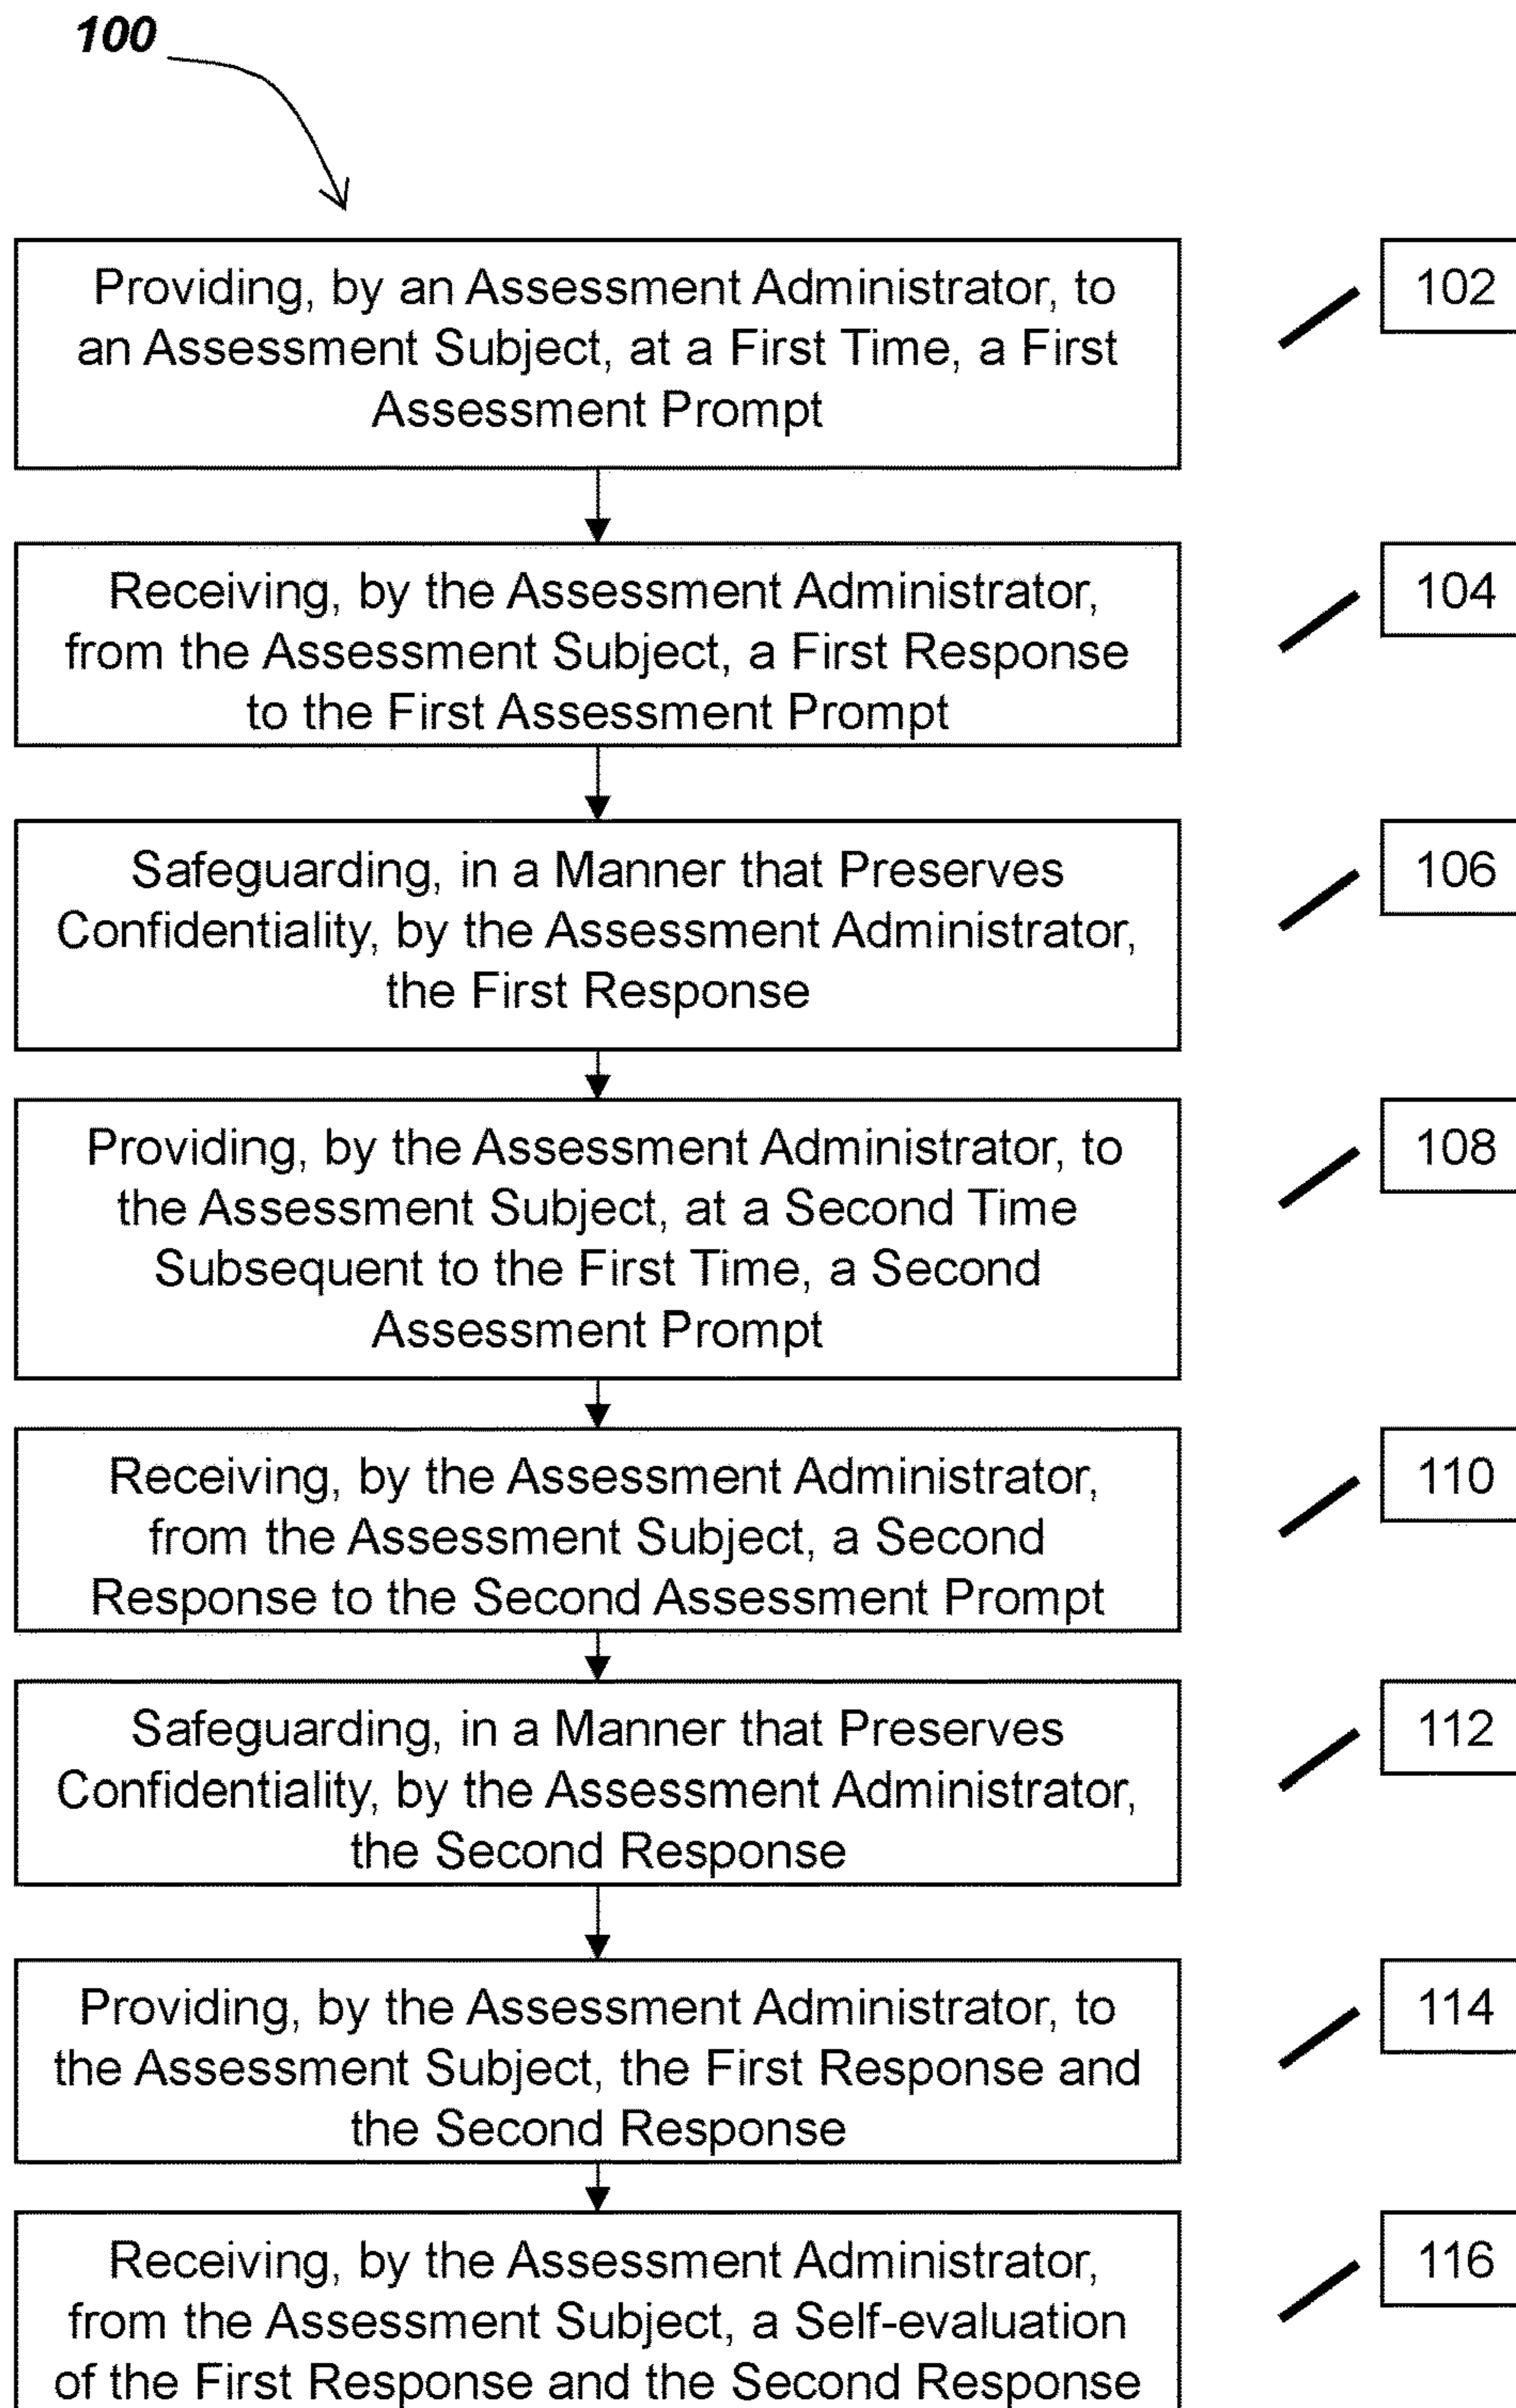 100
Providing, by an Assessment Administrator, to
an Assessment Subject, at a First Time, a First
Assessment Prompt
102
Receiving, by the Assessment Administrator,
from the Assessment Subject, a First Response
to the First Assessment Prompt
104
Safeguarding, in a Manner that Preserves
Confidentiality, by the Assessment Administrator,
the First Response
106
Providing, by the Assessment Administrator, to
the Assessment Subject, at a Second Time
Subsequent to the First Time, a Second
Assessment Prompt
108
Receiving, by the Assessment Administrator,
from the Assessment Subject, a Second
Response to the Second Assessment Prompt
110
Safeguarding, in a Manner that Preserves
Confidentiality, by the Assessment Administrator,
the Second Response
112
Providing, by the Assessment Administrator, to
the Assessment Subject, the First Response and
the Second Response
114
Receiving, by the Assessment Administrator,
from the Assessment Subject, a Self-evaluation
of the First Response and the Second Response
116